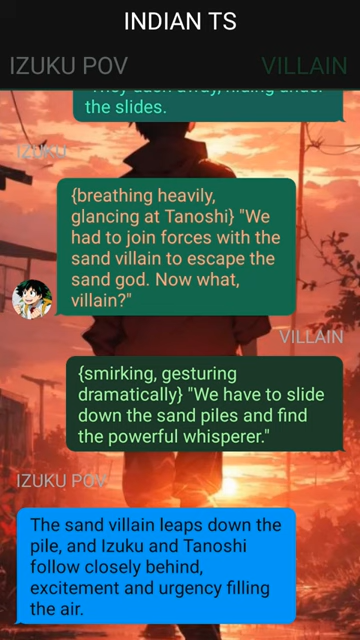 INDIAN TS
IZUKU POV
VILLAIN
the slides.
IZUKU
{breathing heavily,
glancing at Tanoshi} "We
had to join forces with the
sand villain to escape the
sand god. Now what,
villain?"
VILLAIN
{smirking, gesturing
dramatically} "We have to slide
down the sand piles and find
the powerful whisperer."
IZUKU POV
The sand villain leaps down the
pile, and Izuku and Tanoshi
follow closely behind,
excitement and urgency filling
the air.